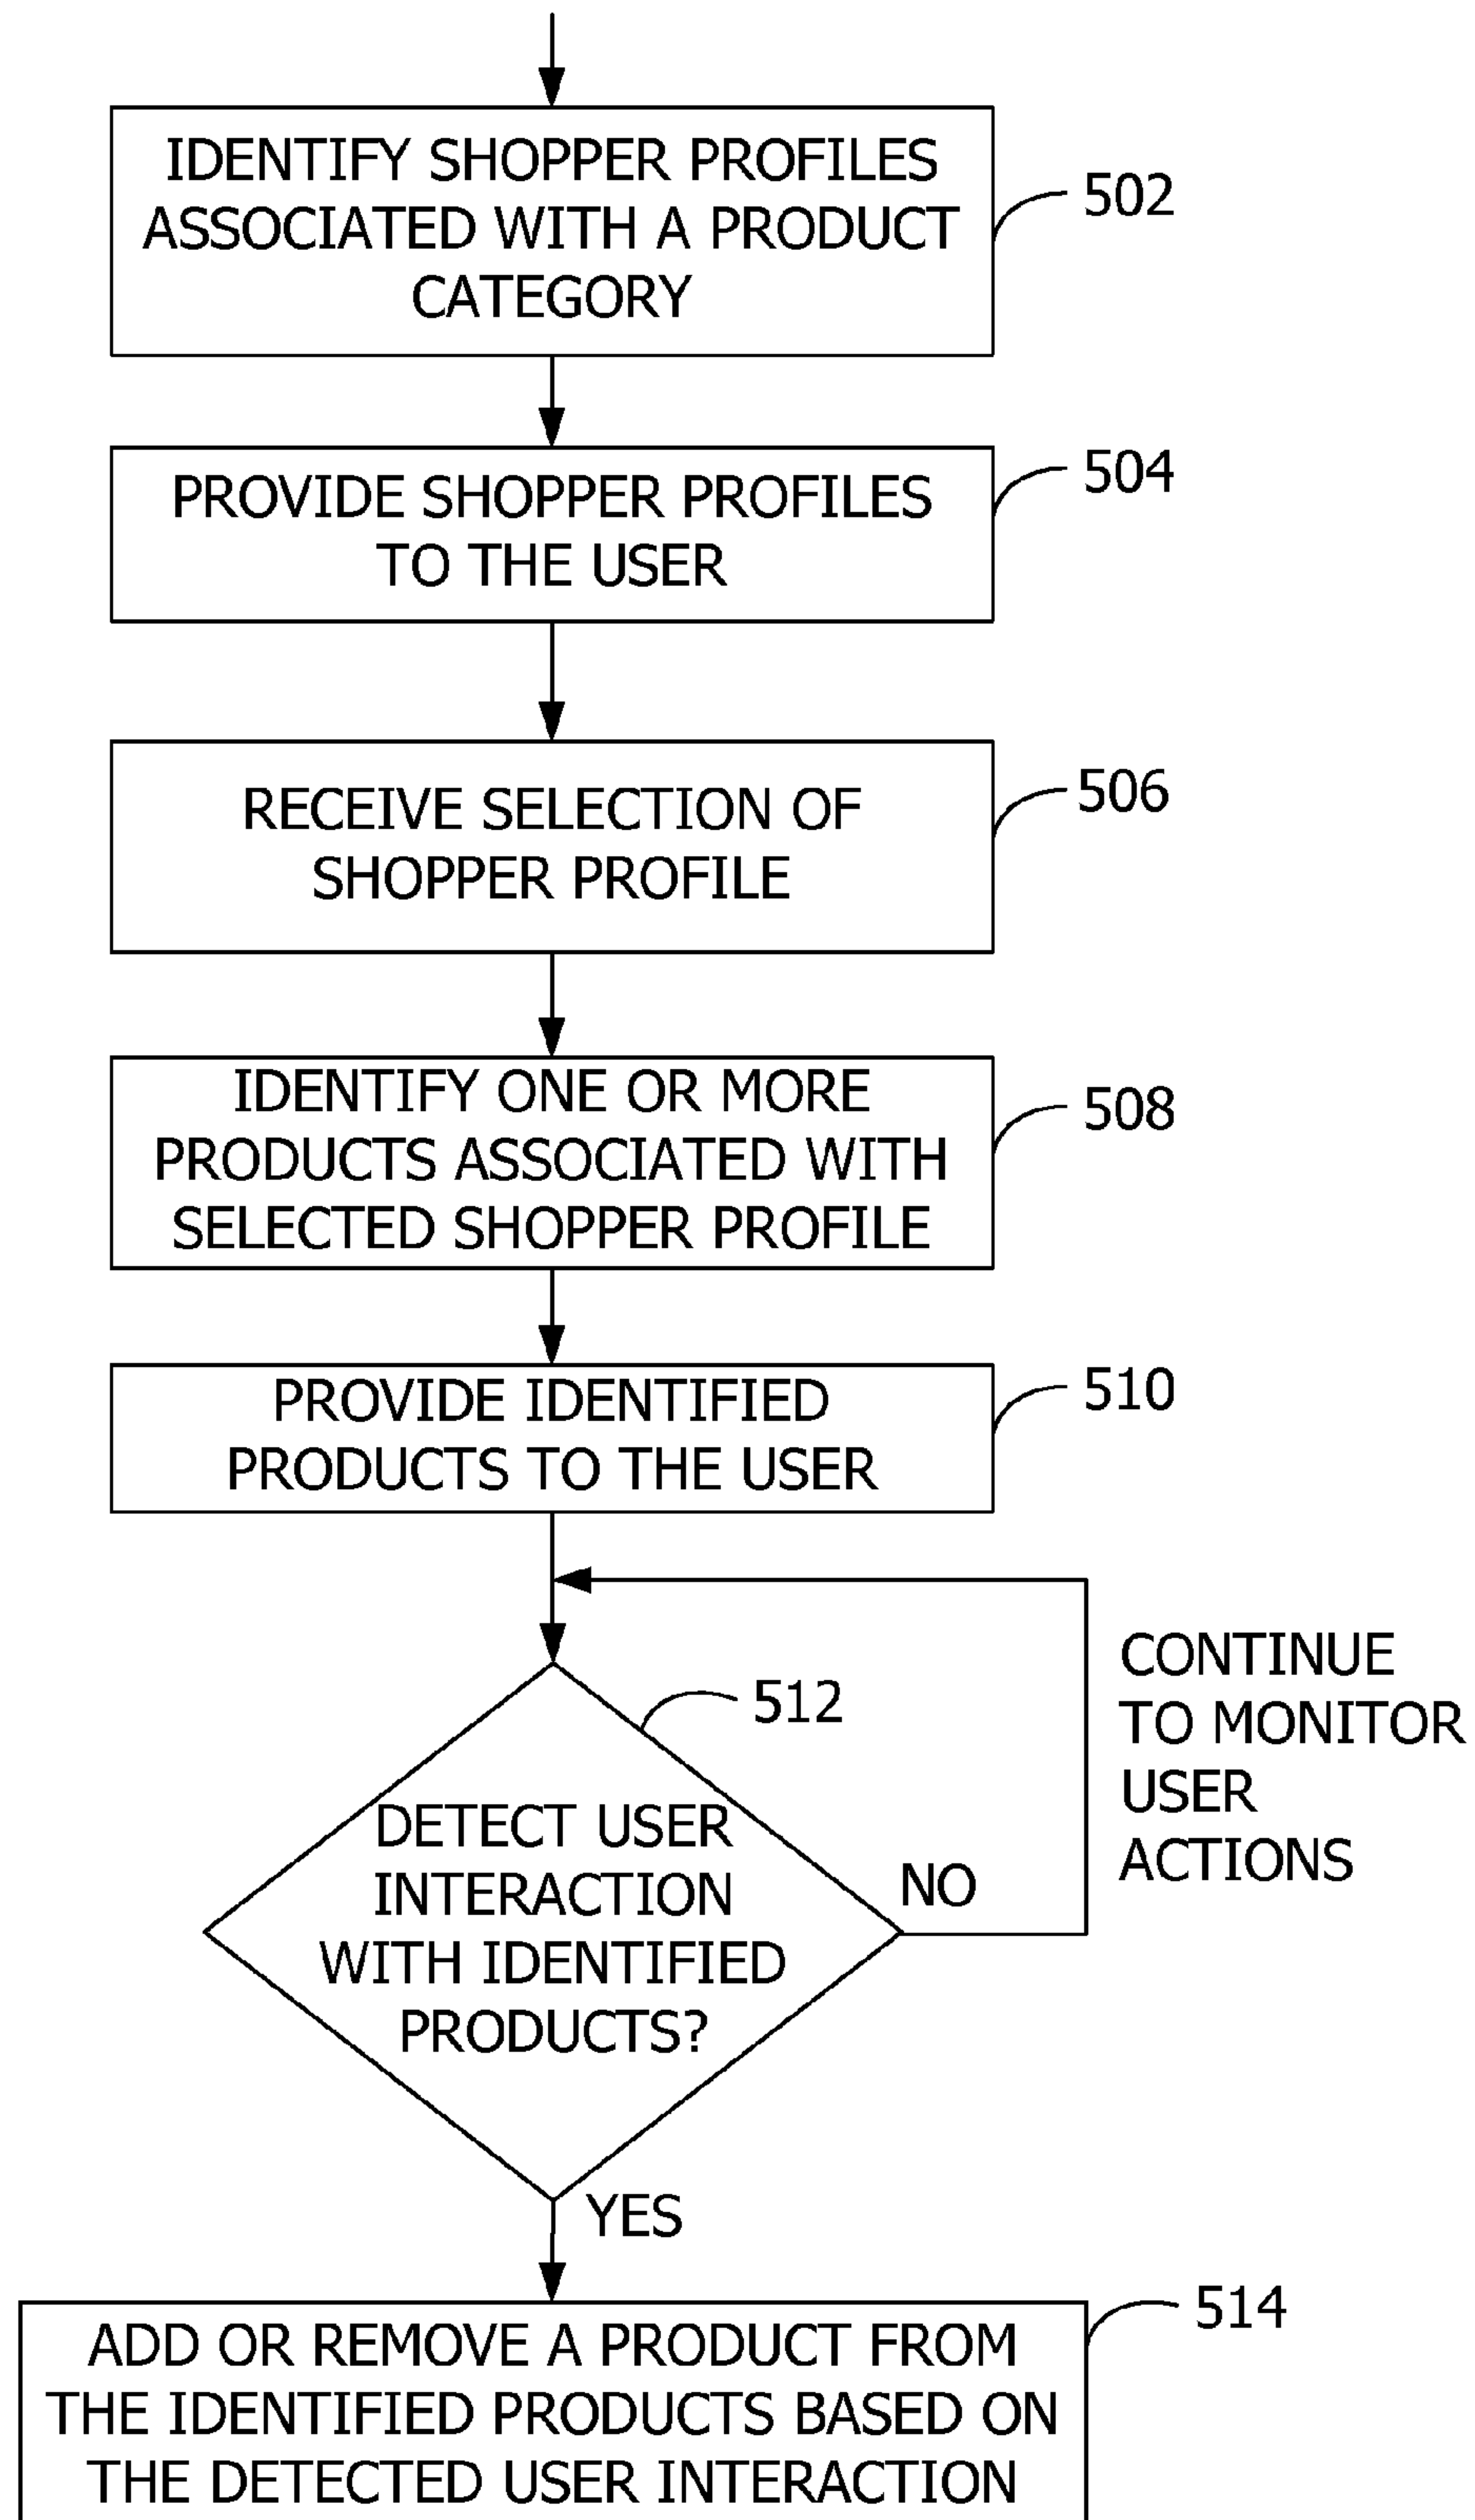 IDENTIFY SHOPPER PROFILES
ASSOCIATED WITH A PRODUCT
CATEGORY
502
PROVIDE SHOPPER PROFILES
TO THE USER
504
RECEIVE SELECTION OF
SHOPPER PROFILE
506
IDENTIFY ONE OR MORE
PRODUCTS ASSOCIATED WITH
SELECTED SHOPPER PROFILE
508
PROVIDE IDENTIFIED
PRODUCTS TO THE USER
510
CONTINUE
TO MONITOR
USER
ACTIONS
512
DETECT USER
INTERACTION
WITH IDENTIFIED
PRODUCTS?
NO
YES
514
ADD OR REMOVE A PRODUCT FROM
THE IDENTIFIED PRODUCTS BASED ON
THE DETECTED USER INTERACTION